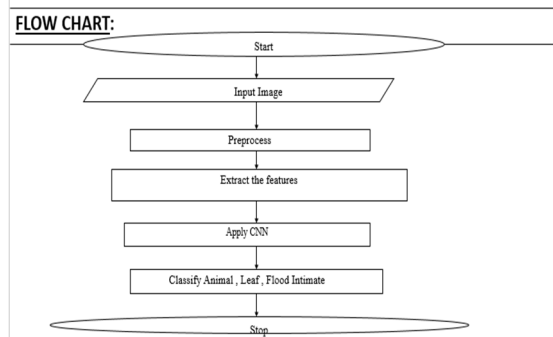 FLOW CHART:
Start
Input Image
Preprocess
Extract the features
Apply CNN
Classify Animal , Leaf , Flood Intimate
Stop